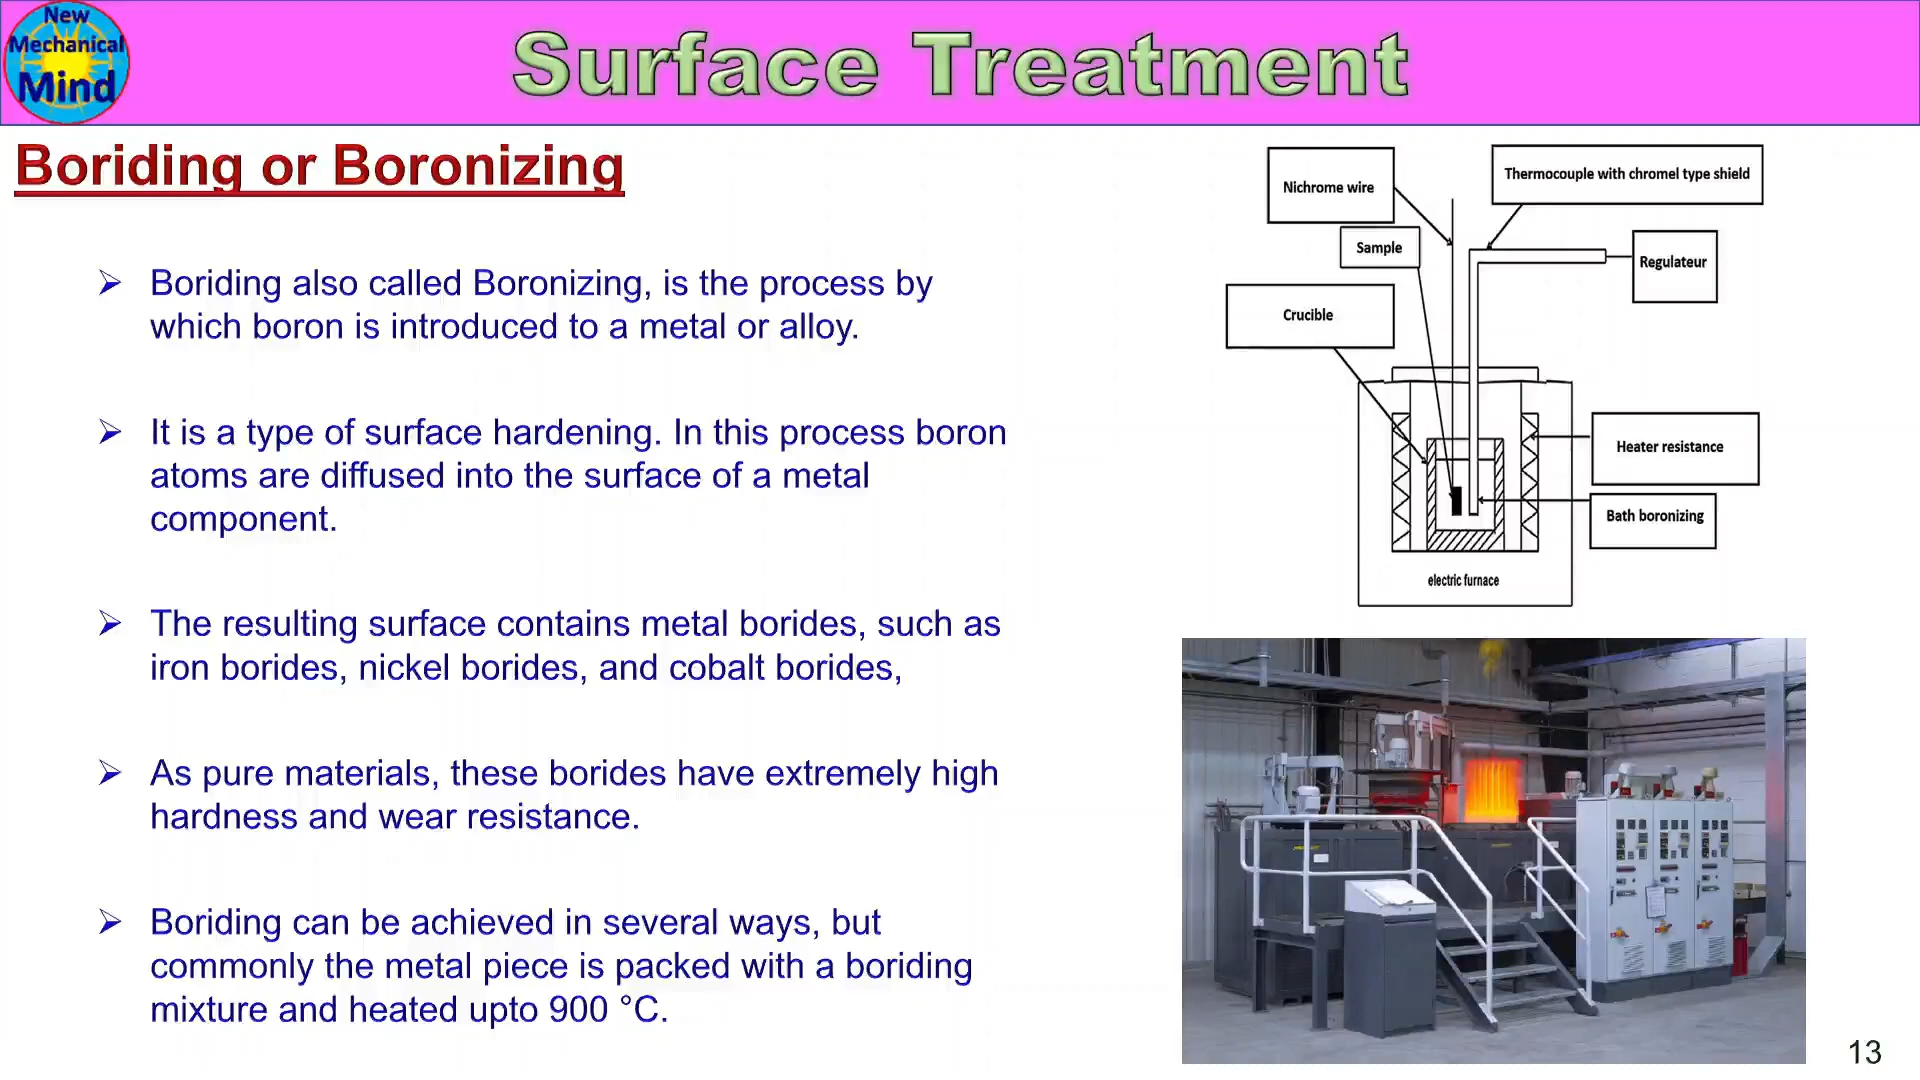 New
Mechanical
Mind
Surface Treatment
Boriding or Boronizing
➢ Boriding also called Boronizing, is the process by
which boron is introduced to a metal or alloy.
➢ It is a type of surface hardening. In this process boron
atoms are diffused into the surface of a metal
component.
➢ The resulting surface contains metal borides, such as
iron borides, nickel borides, and cobalt borides,
➢ As pure materials, these borides have extremely high
hardness and wear resistance.
➢ Boriding can be achieved in several ways, but
commonly the metal piece is packed with a boriding
mixture and heated upto 900 °C.
Nichrome wire
Thermocouple with chromel type shield
Sample
Regulateur
Crucible
Heater resistance
Bath boronizing
electric furnace
13